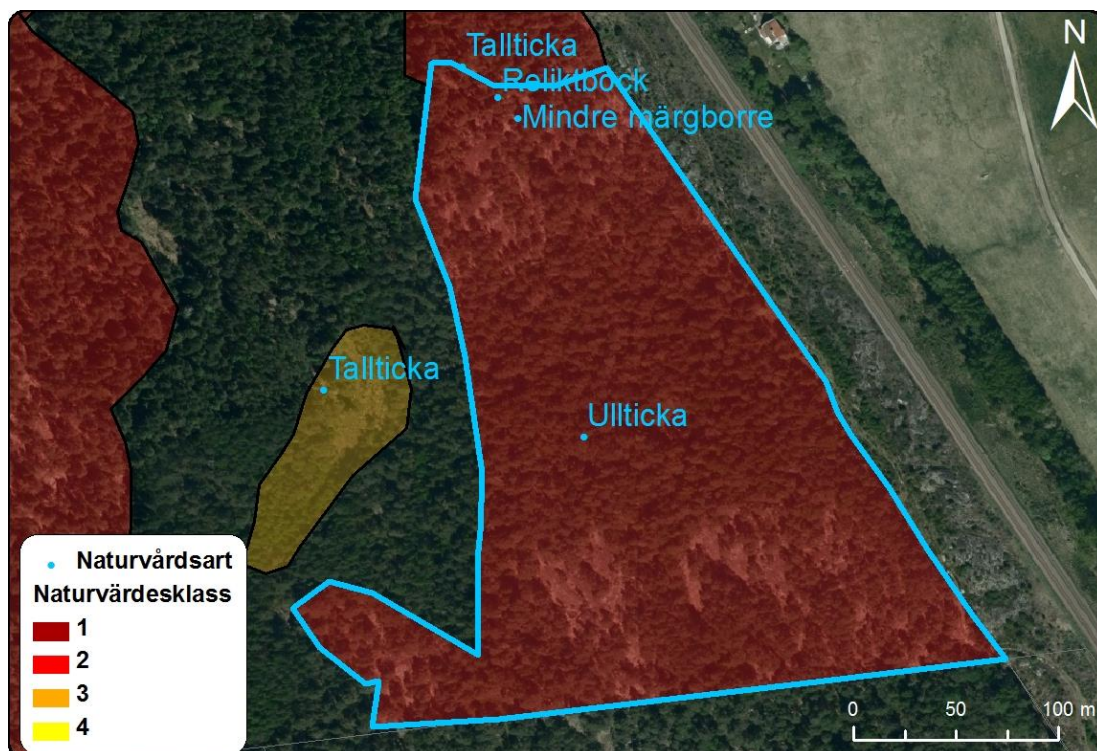 N
Tallticka
Reliktbock
Mindre märgborre
Tallticka
Ullticka
Naturvårdsart
Naturvärdesklass
1
2
3
4
0 50 100 m